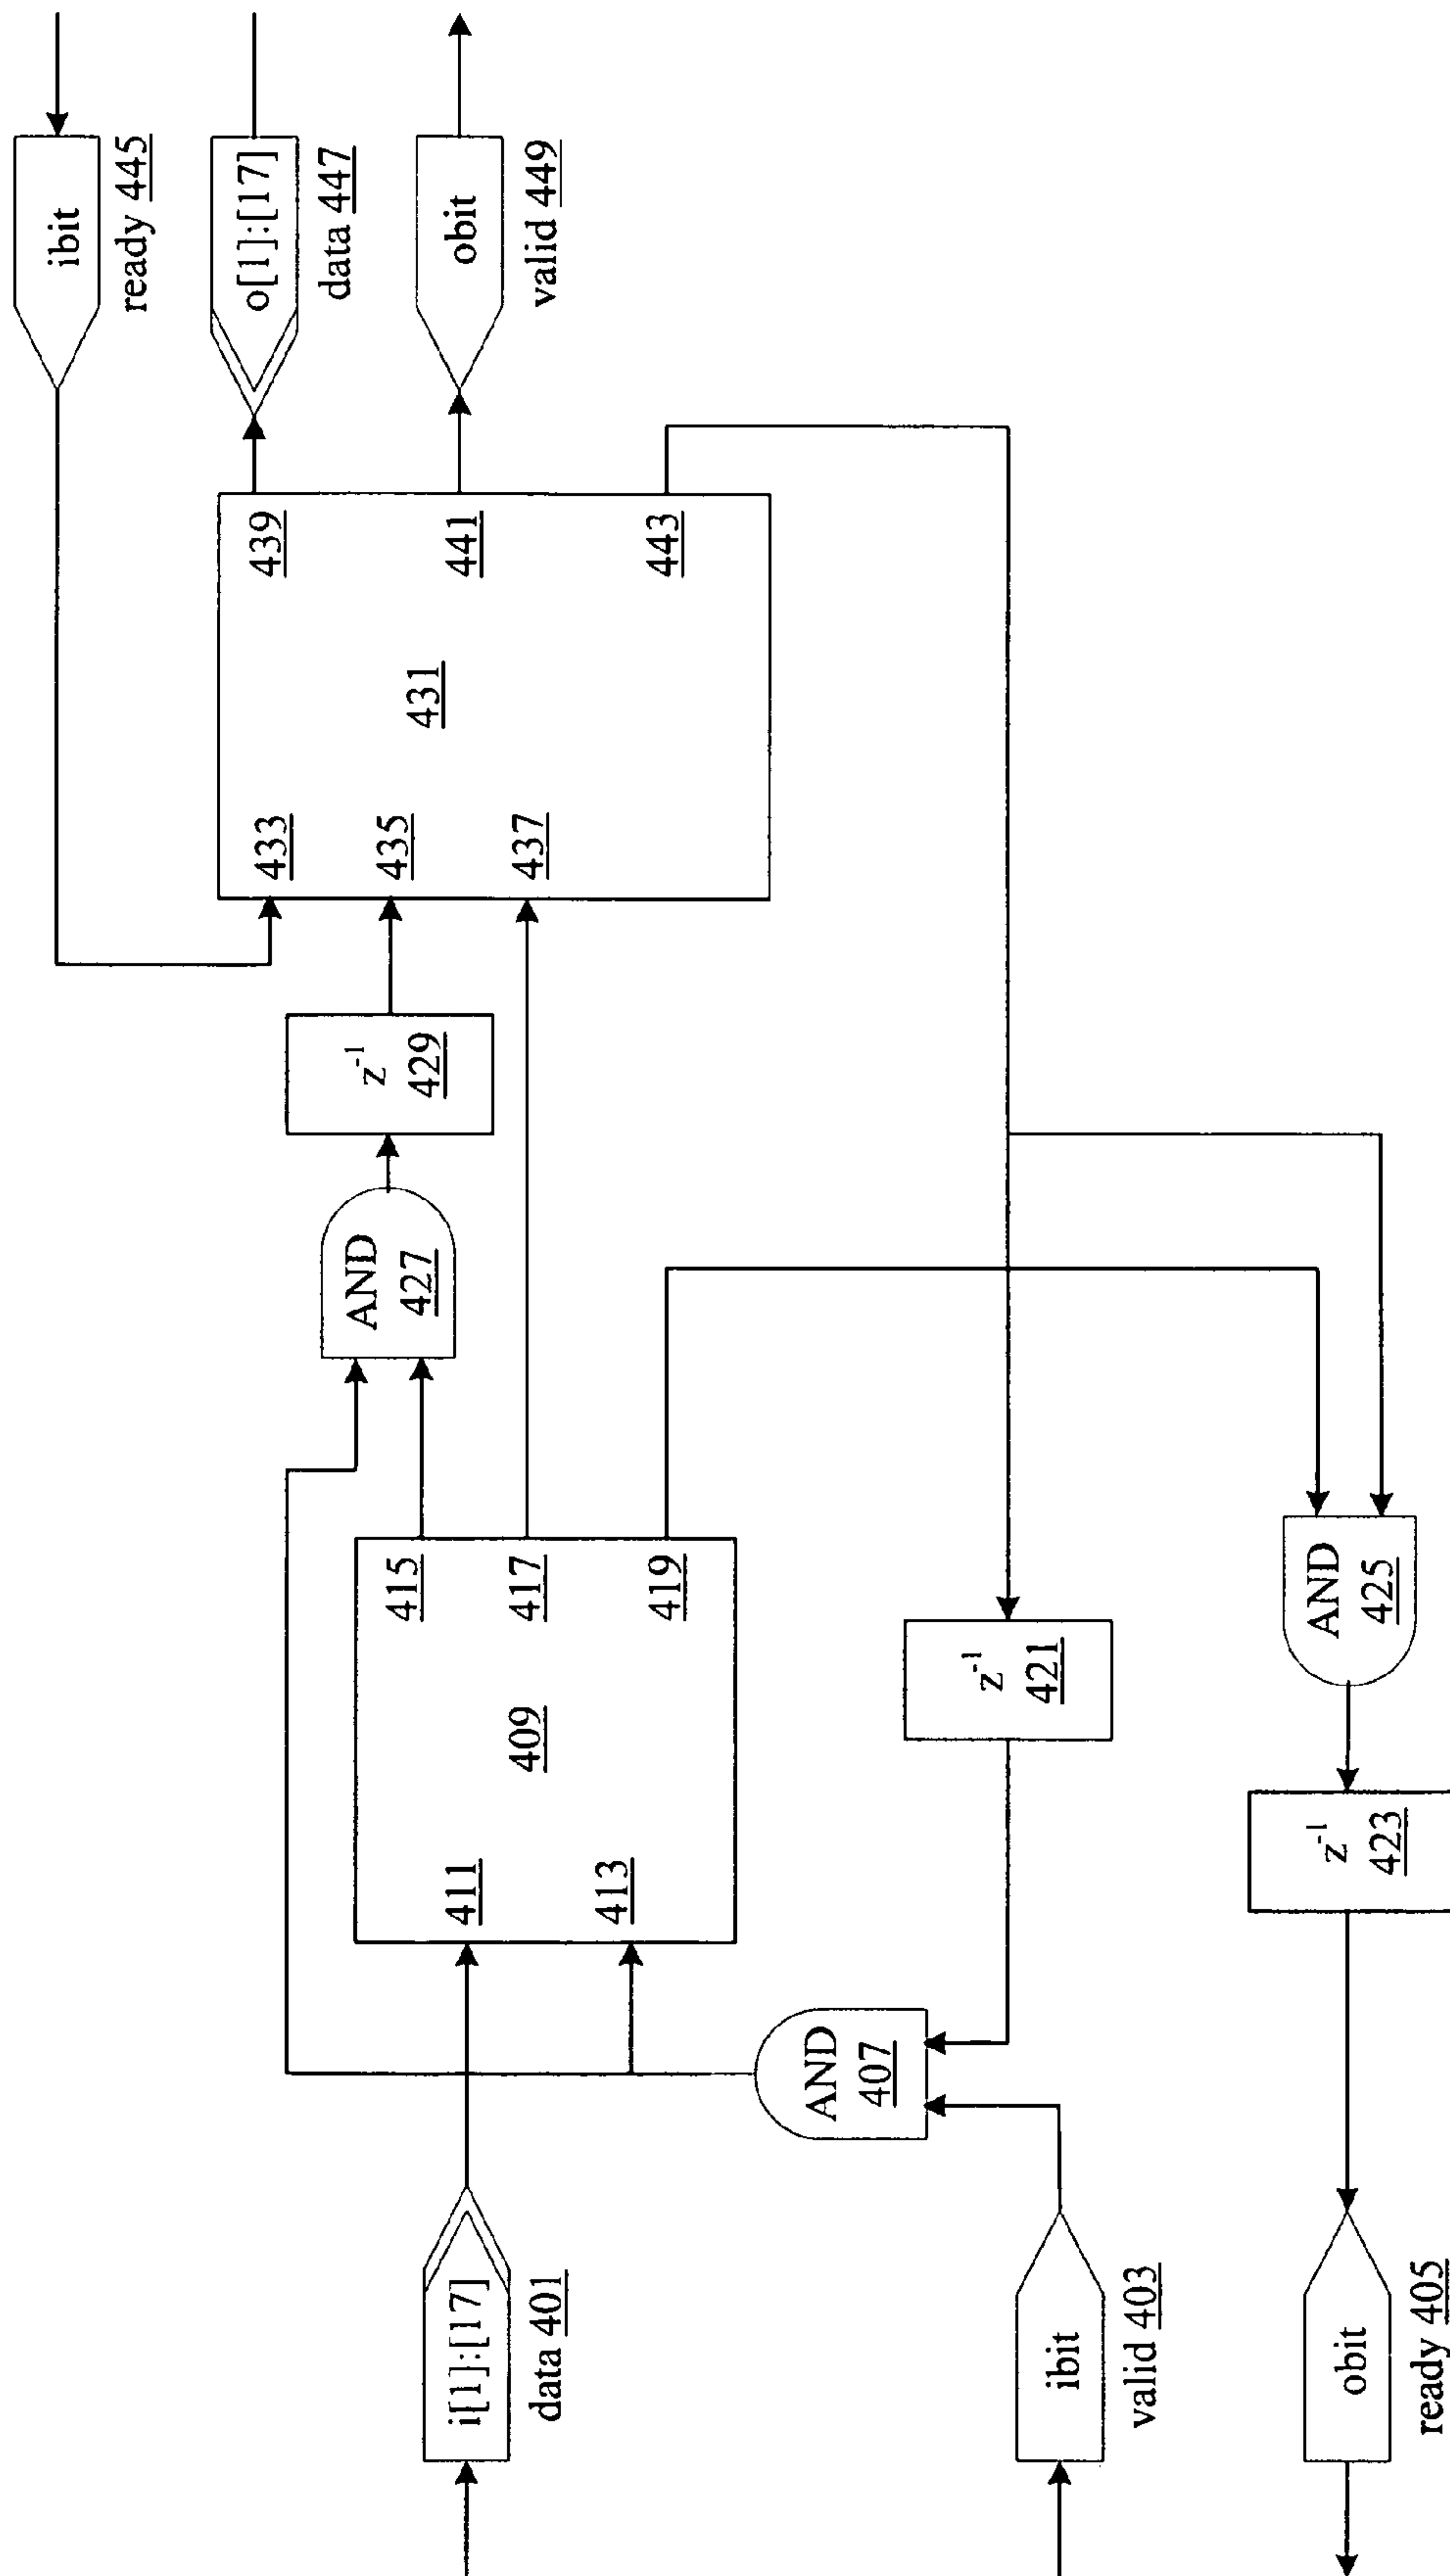 ibit
ready 445
o[1]:[17]
data 447
obit
valid 449
439
441
443
431
433
435
437
z⁻¹
429
AND
427
415
417
419
409
411
413
z⁻¹
421
AND
425
z⁻¹
423
AND
407
i[1]:[17]
data 401
ibit
valid 403
obit
ready 405